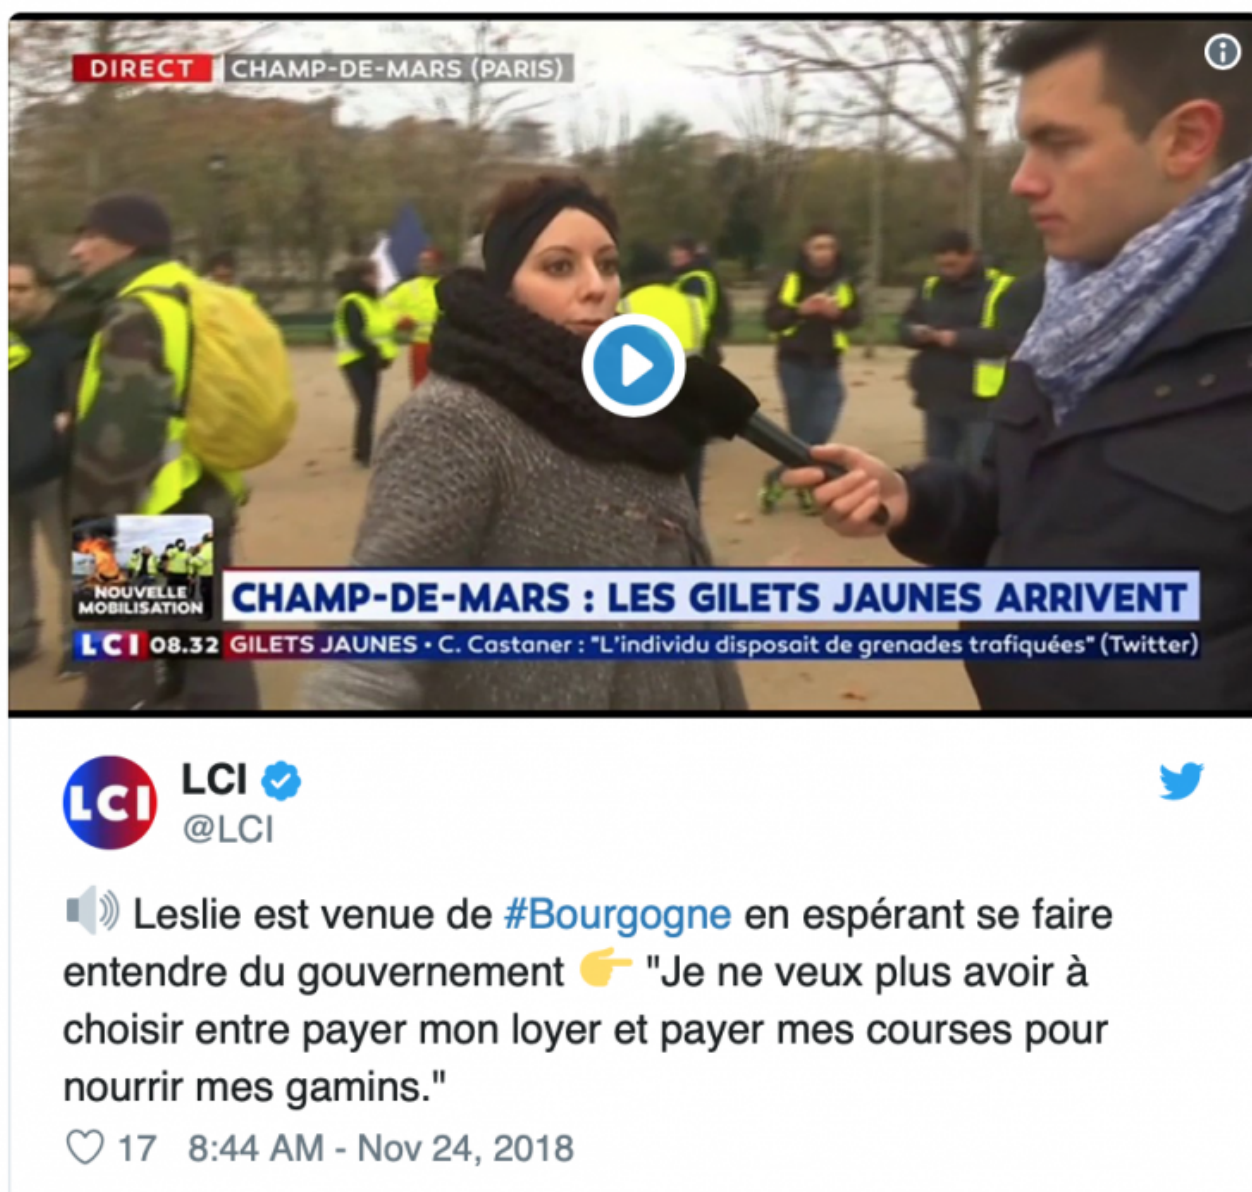 DIRECT CHAMP-DE-MARS (PARIS)
NOUVELLE
MOBILISATION
CHAMP-DE-MARS : LES GILETS JAUNES ARRIVENT
LCI 08.32 GILETS JAUNES • C. Castaner : "L'individu disposait de grenades trafiquées" (Twitter)
LCI
LCI
@LCI
Leslie est venue de #Bourgogne en espérant se faire
entendre du gouvernement 👉 "Je ne veux plus avoir à
choisir entre payer mon loyer et payer mes courses pour
nourrir mes gamins."
17 8:44 AM - Nov 24, 2018